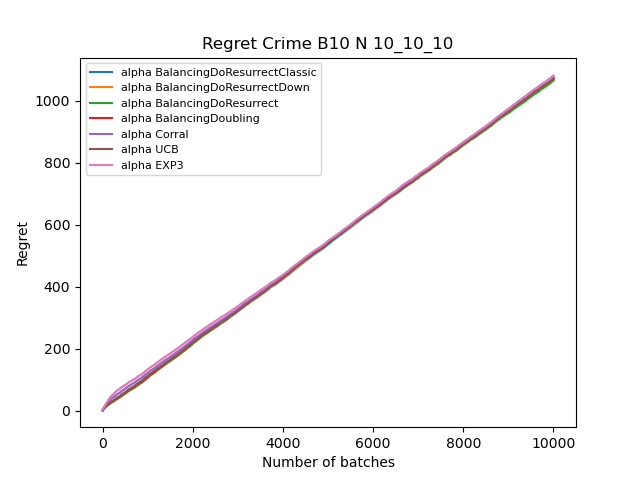 Regret Crime B10 N 10_10_10
alpha BalancingDoResurrectClassic
alpha BalancingDoResurrectDown
alpha BalancingDoResurrect
alpha BalancingDoubling
alpha Corral
alpha UCB
alpha EXP3
Regret
1000
800
600
400
200
0
0 2000 4000 6000 8000 10000
Number of batches